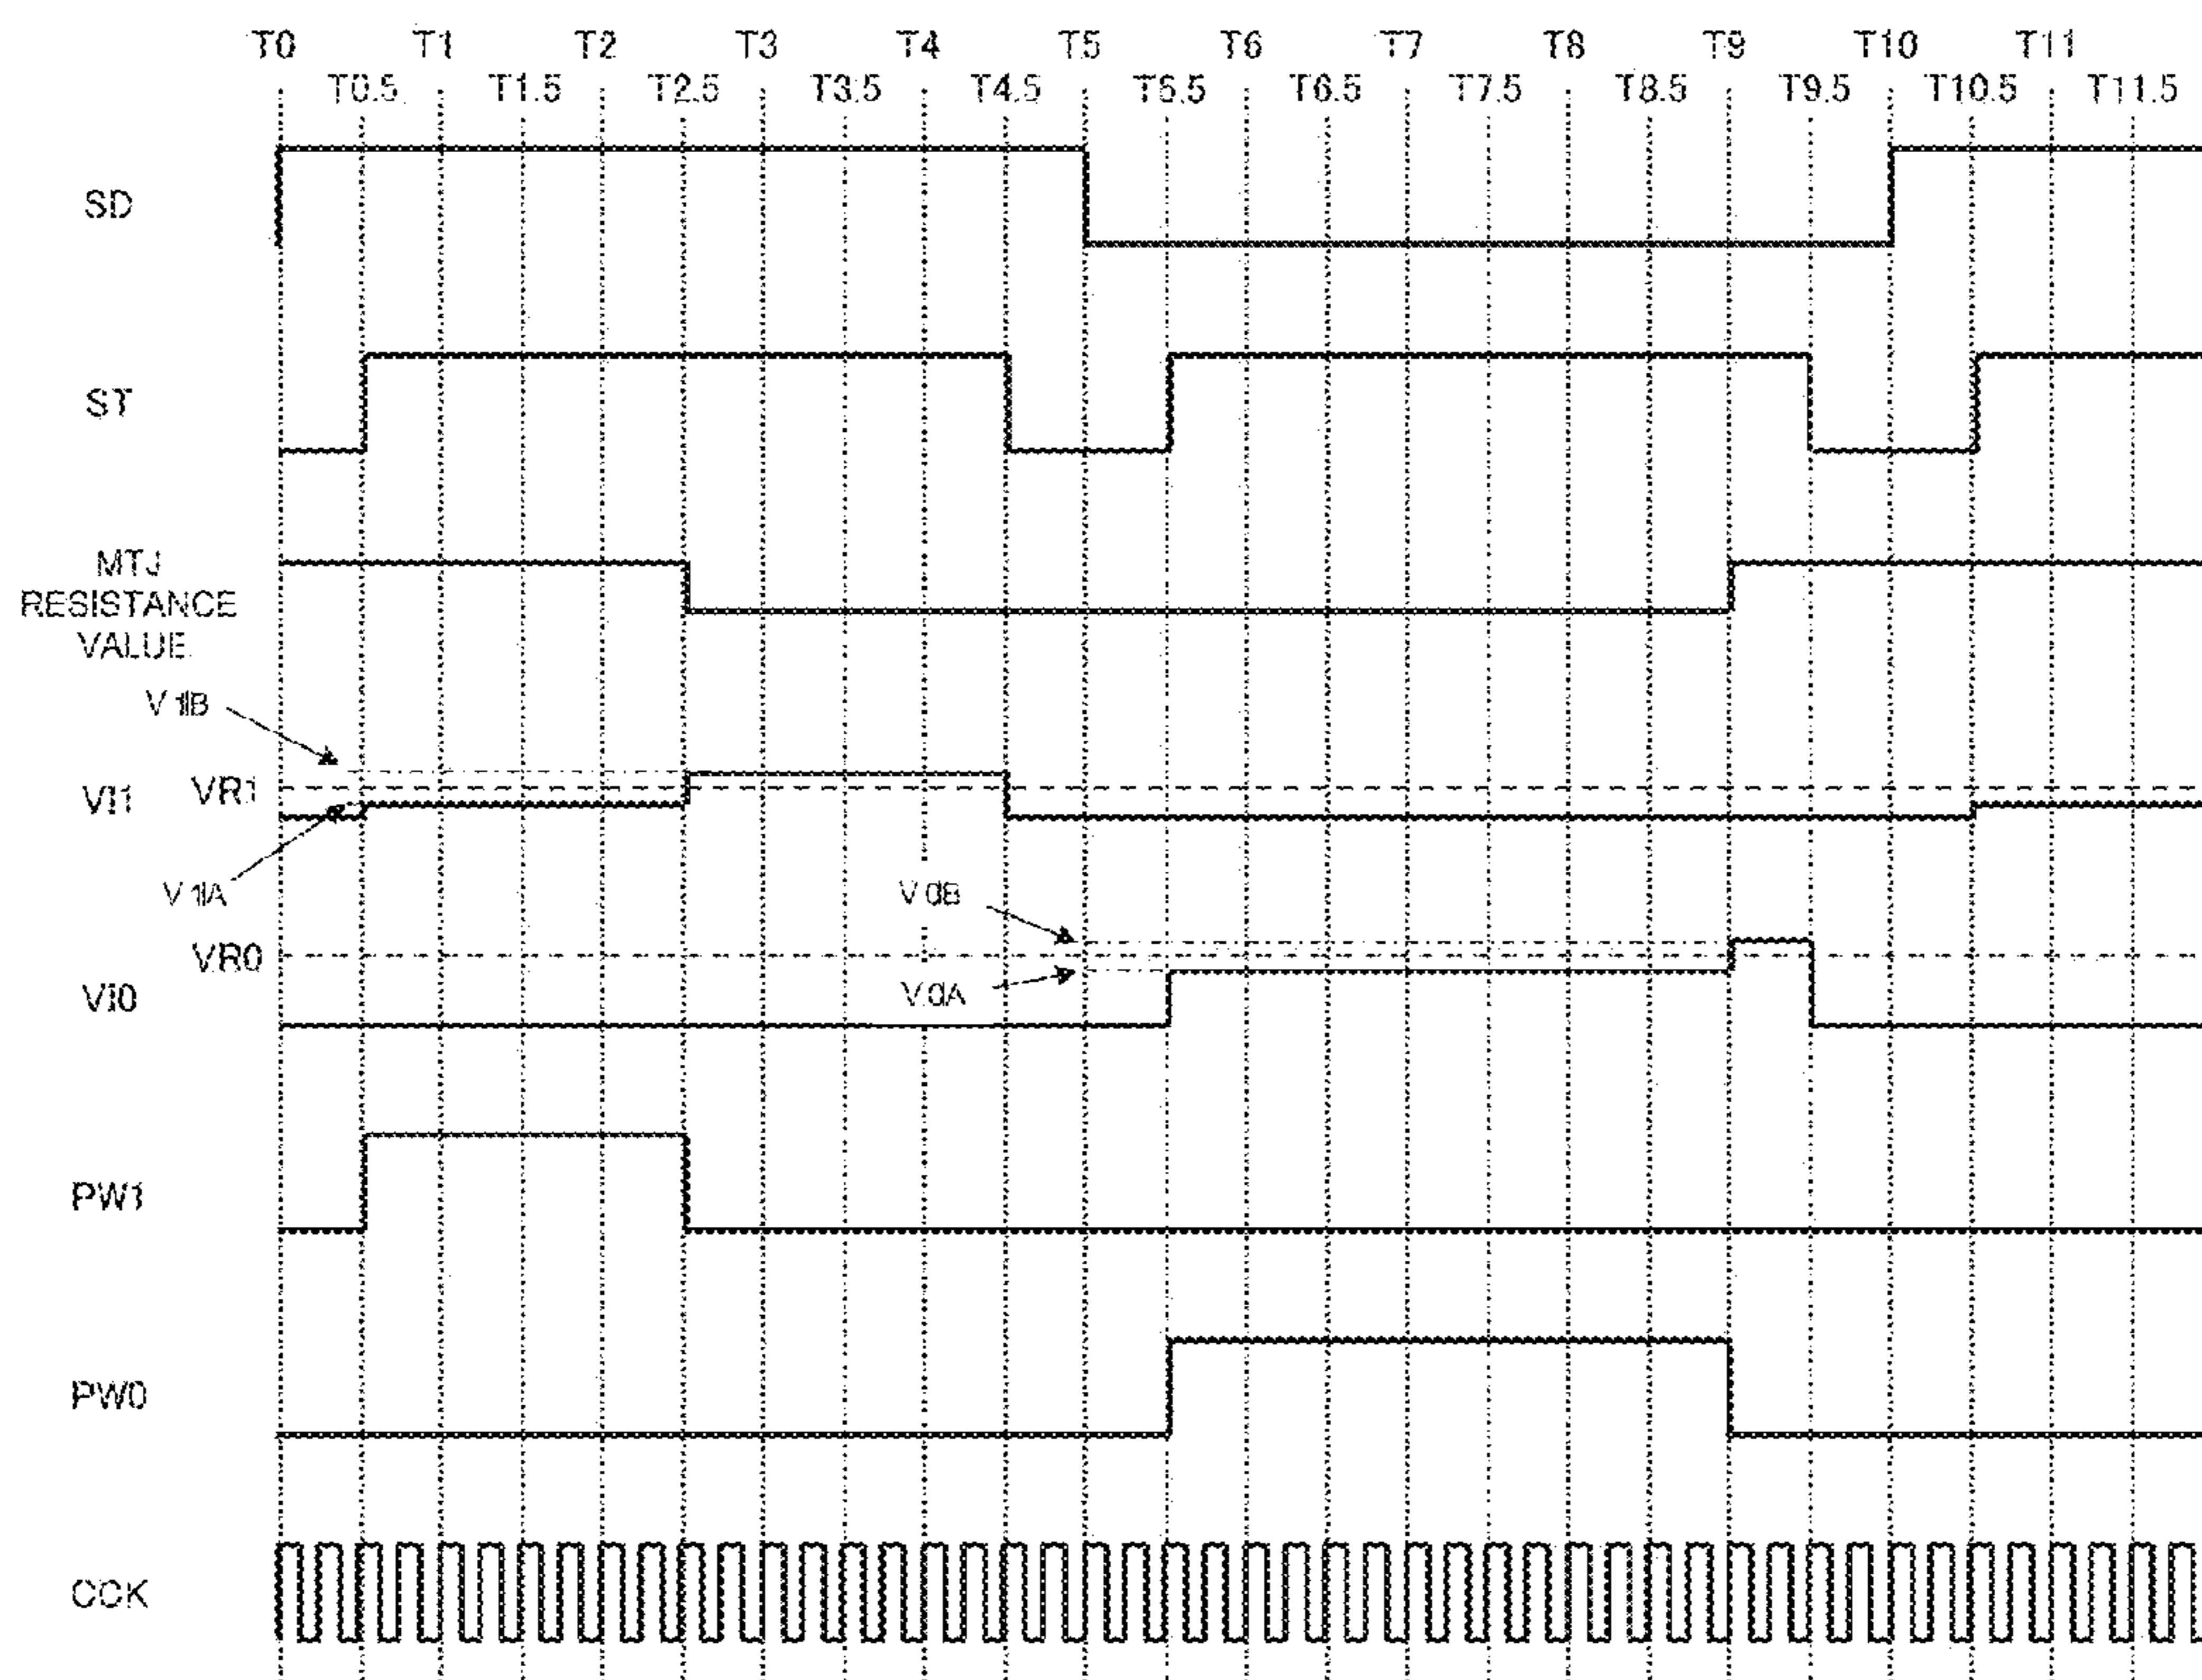 T0 T1 T2 T3 T4 T5 T6 T7 T8 T9 T10 T11
T0.5 T1.5 T2.5 T3.5 T4.5 T5.5 T6.5 T7.5 T8.5 T9.5 T10.5 T11.5
SD
ST
MTJ
RESISTANCE
VALUE
V1B
VR1
VI1
V1A
V0B
VR0
V0A
VI0
PW1
PW0
CCK